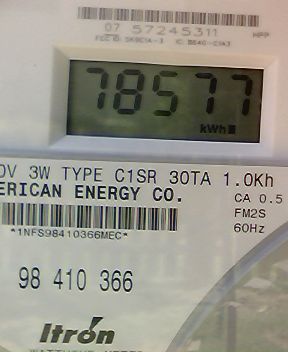 07 57245311 MPP
78577
kWh
0V 3W TYPE C1SR 30TA 1.0Kh
ERICAN ENERGY CO.
CA 0.5
FM2S
60Hz
*1NFS98410366MEC*
98 410 366
Itron